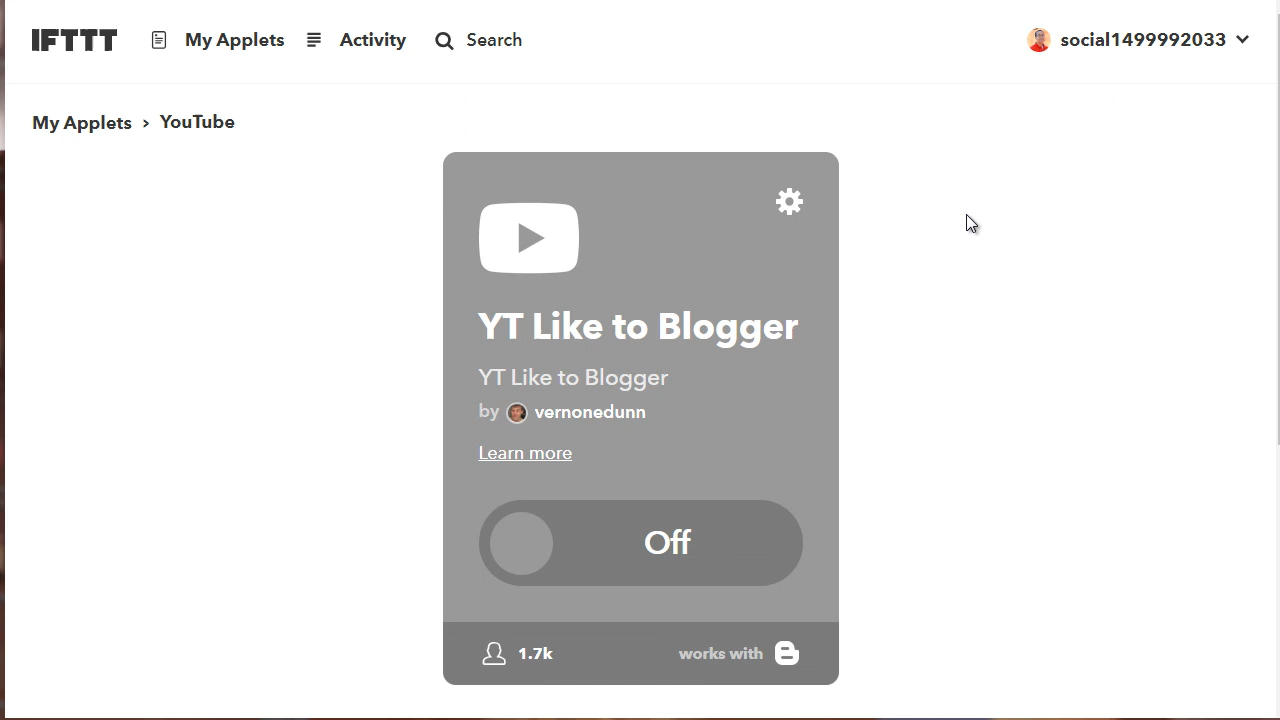 IFTTT My Applets Activity Search social1499992033
My Applets > YouTube
YT Like to Blogger
YT Like to Blogger
by vernonedunn
Learn more
Off
1.7k works with